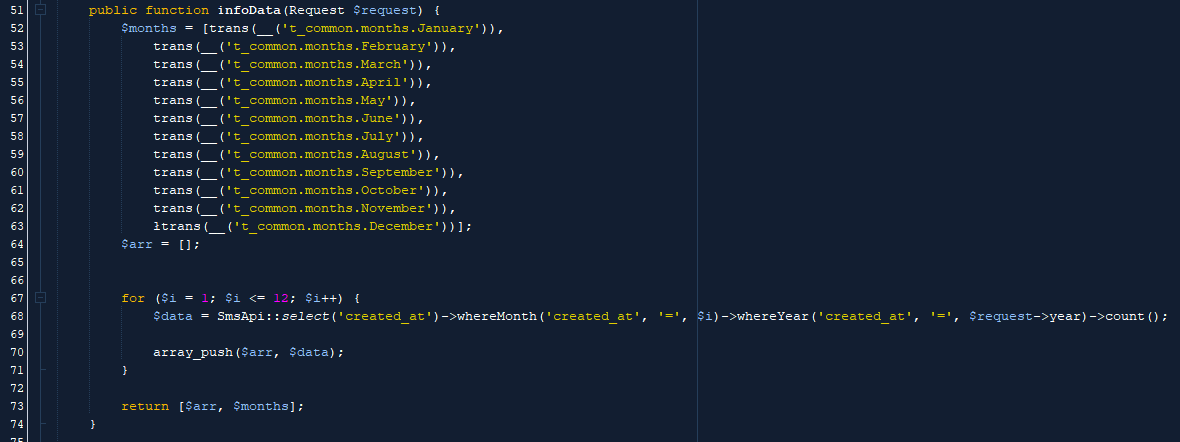 51 public function infoData(Request $request) {
52 $months = [trans(__('t_common.months.January')),
53 trans(__('t_common.months.February')),
54 trans(__('t_common.months.March')),
55 trans(__('t_common.months.April')),
56 trans(__('t_common.months.May')),
57 trans(__('t_common.months.June')),
58 trans(__('t_common.months.July')),
59 trans(__('t_common.months.August')),
60 trans(__('t_common.months.September')),
61 trans(__('t_common.months.October')),
62 trans(__('t_common.months.November')),
63 ltrans(__('t_common.months.December'))];
64 $arr = [];
65
66
67 for ($i = 1; $i <= 12; $i++) {
68 $data = SmsApi::select('created_at')->whereMonth('created_at', '=', $i)->whereYear('created_at', '=', $request->year)->count();
69
70 array_push($arr, $data);
71 }
72
73 return [$arr, $months];
74 }
75